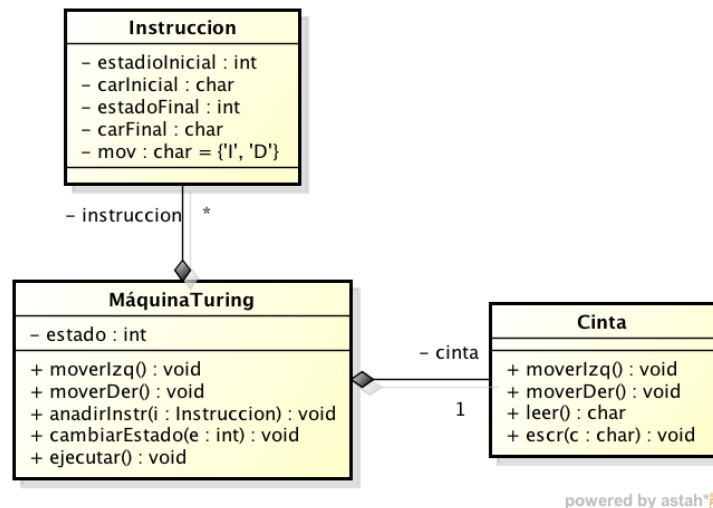 Instruccion
- estadioInicial : int
- carInicial : char
- estadoFinal : int
- carFinal : char
- mov : char = {'I', 'D'}
- instruccion *
MáquinaTuring
- estado : int
+ moverIzq() : void
+ moverDer() : void
+ anadirInstr(i : Instruccion) : void
+ cambiarEstado(e : int) : void
+ ejecutar() : void
- cinta
1
Cinta
+ moverIzq() : void
+ moverDer() : void
+ leer() : char
+ escr(c : char) : void
powered by astah*